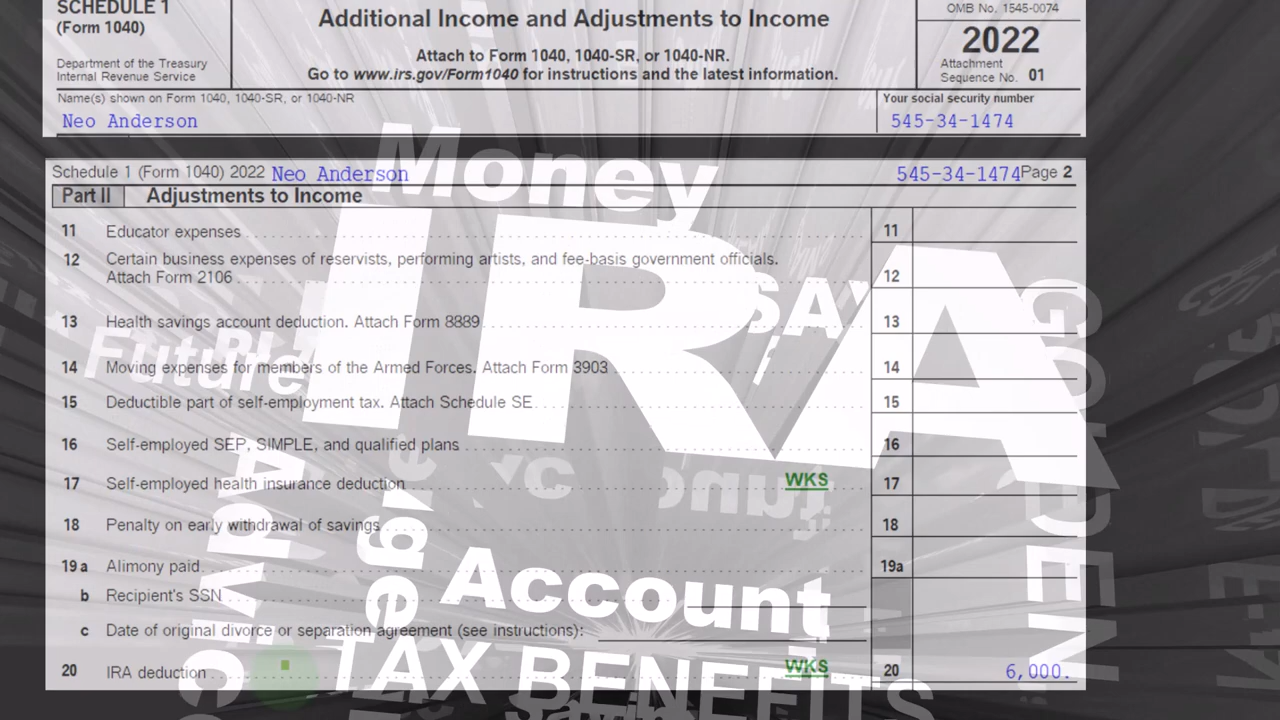 SCHEDULE 1
(Form 1040)
Department of the Treasury
Internal Revenue Service
Additional Income and Adjustments to Income
Attach to Form 1040, 1040-SR, or 1040-NR.
Go to www.irs.gov/Form1040 for instructions and the latest information.
OMB No. 1545-0074
2022
Attachment
Sequence No. 01
Name(s) shown on Form 1040, 1040-SR, or 1040-NR
Your social security number
Neo Anderson
545-34-1474
Schedule 1 (Form 1040) 2022 Neo Anderson 545-34-1474 Page 2
Part II Adjustments to Income
11 Educator expenses 11
12 Certain business expenses of reservists, performing artists, and fee-basis government officials.
Attach Form 2106 12
13 Health savings account deduction. Attach Form 8889 13
14 Moving expenses for members of the Armed Forces. Attach Form 3903 14
15 Deductible part of self-employment tax. Attach Schedule SE 15
16 Self-employed SEP, SIMPLE, and qualified plans 16
17 Self-employed health insurance deduction WKS 17
18 Penalty on early withdrawal of savings 18
19a Alimony paid 19a
b Recipient's SSN
c Date of original divorce or separation agreement (see instructions):
20 IRA deduction WKS 20 6,000.
Money
IRA
Future
Account
TAX BENEFITS